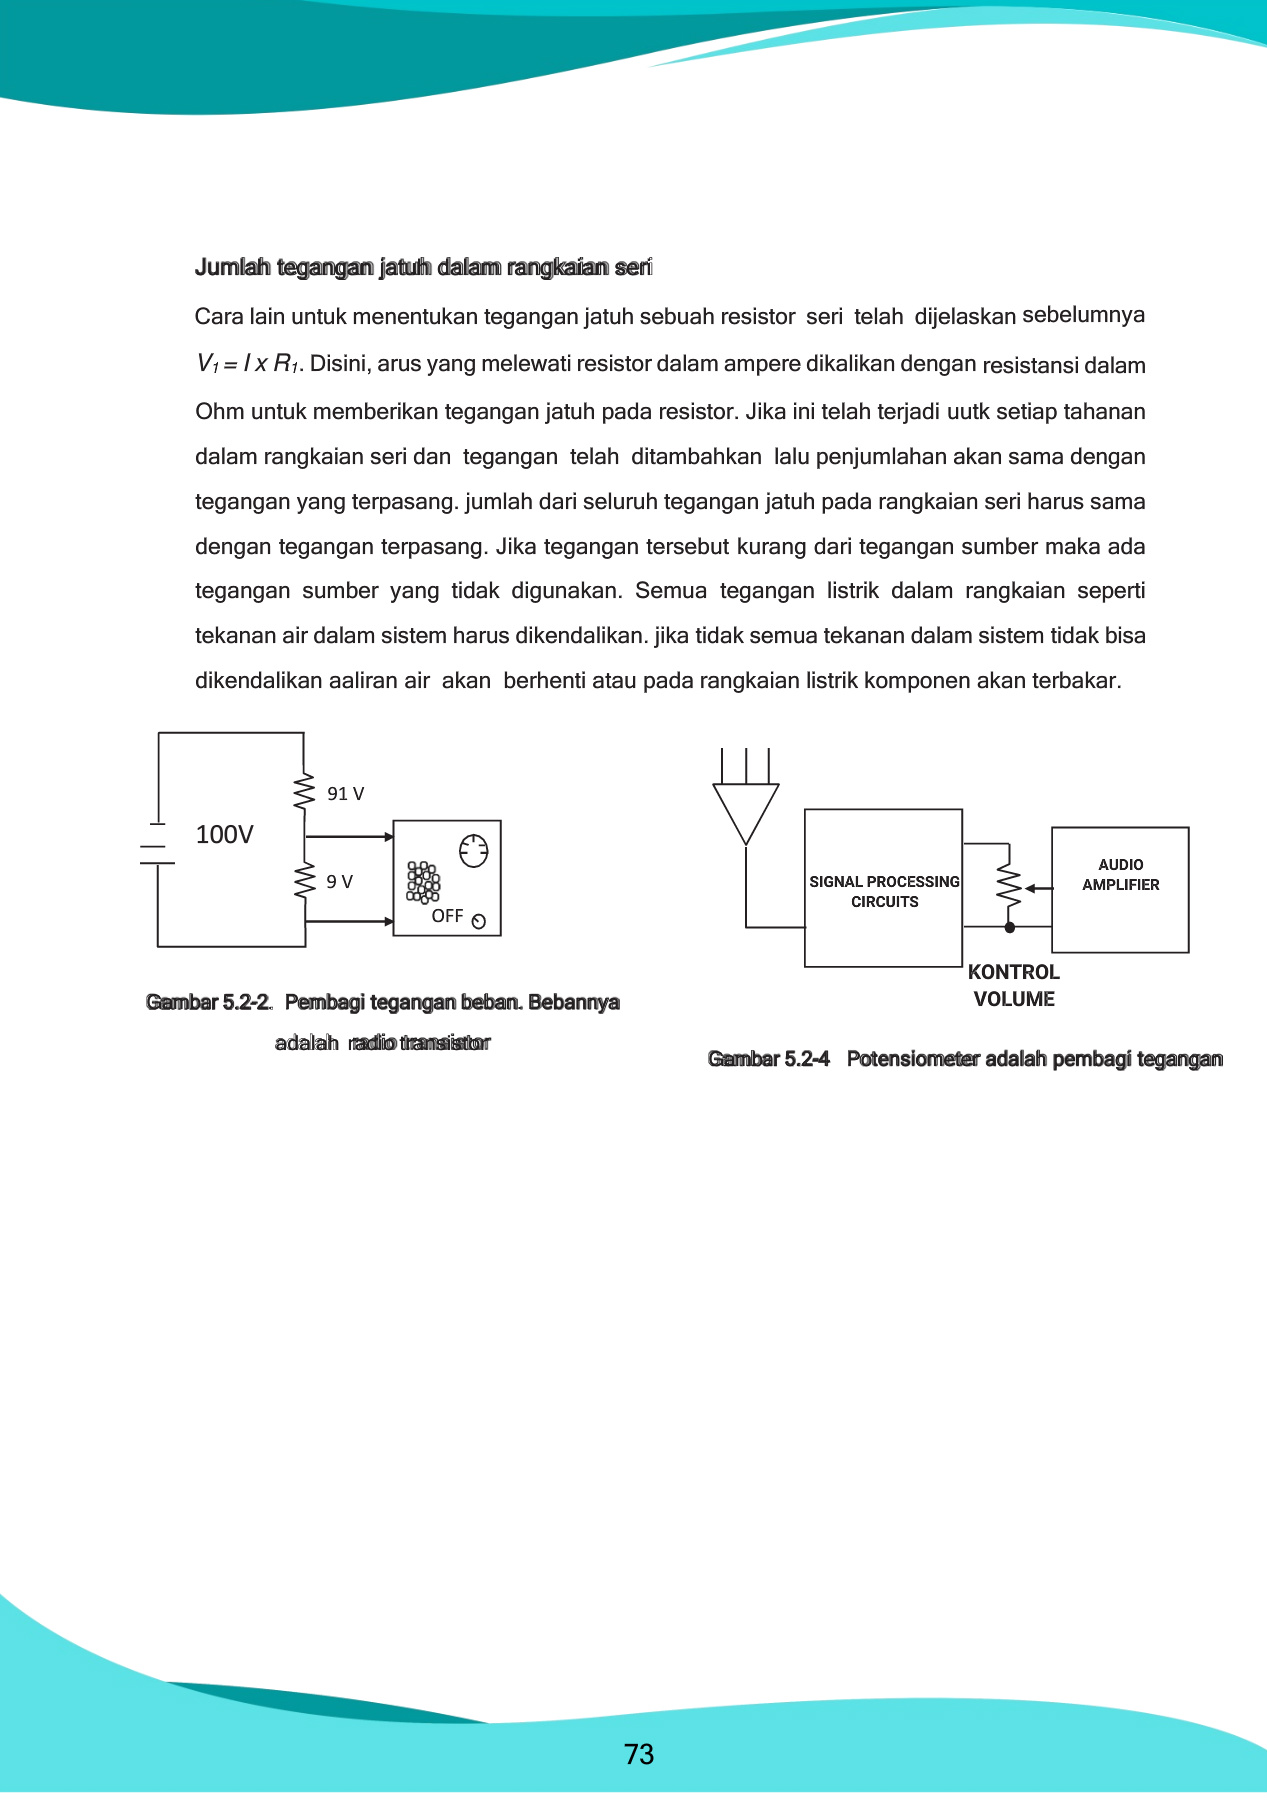 Jumlah tegangan jatuh dalam rangkaian seri
Cara lain untuk menentukan tegangan jatuh sebuah resistor seri telah dijelaskan sebelumnya
V₁ = I x R₁. Disini, arus yang melewati resistor dalam ampere dikalikan dengan resistansi dalam
Ohm untuk memberikan tegangan jatuh pada resistor. Jika ini telah terjadi uutk setiap tahanan
dalam rangkaian seri dan tegangan telah ditambahkan lalu penjumlahan akan sama dengan
tegangan yang terpasang. jumlah dari seluruh tegangan jatuh pada rangkaian seri harus sama
dengan tegangan terpasang. Jika tegangan tersebut kurang dari tegangan sumber maka ada
tegangan sumber yang tidak digunakan. Semua tegangan listrik dalam rangkaian seperti
tekanan air dalam sistem harus dikendalikan. jika tidak semua tekanan dalam sistem tidak bisa
dikendalikan aaliran air akan berhenti atau pada rangkaian listrik komponen akan terbakar.
91 V
100V
9 V
OFF
Gambar 5.2-2. Pembagi tegangan beban. Bebannya
adalah radio transistor
SIGNAL PROCESSING
CIRCUITS
AUDIO
AMPLIFIER
KONTROL
VOLUME
Gambar 5.2-4 Potensiometer adalah pembagi tegangan
73